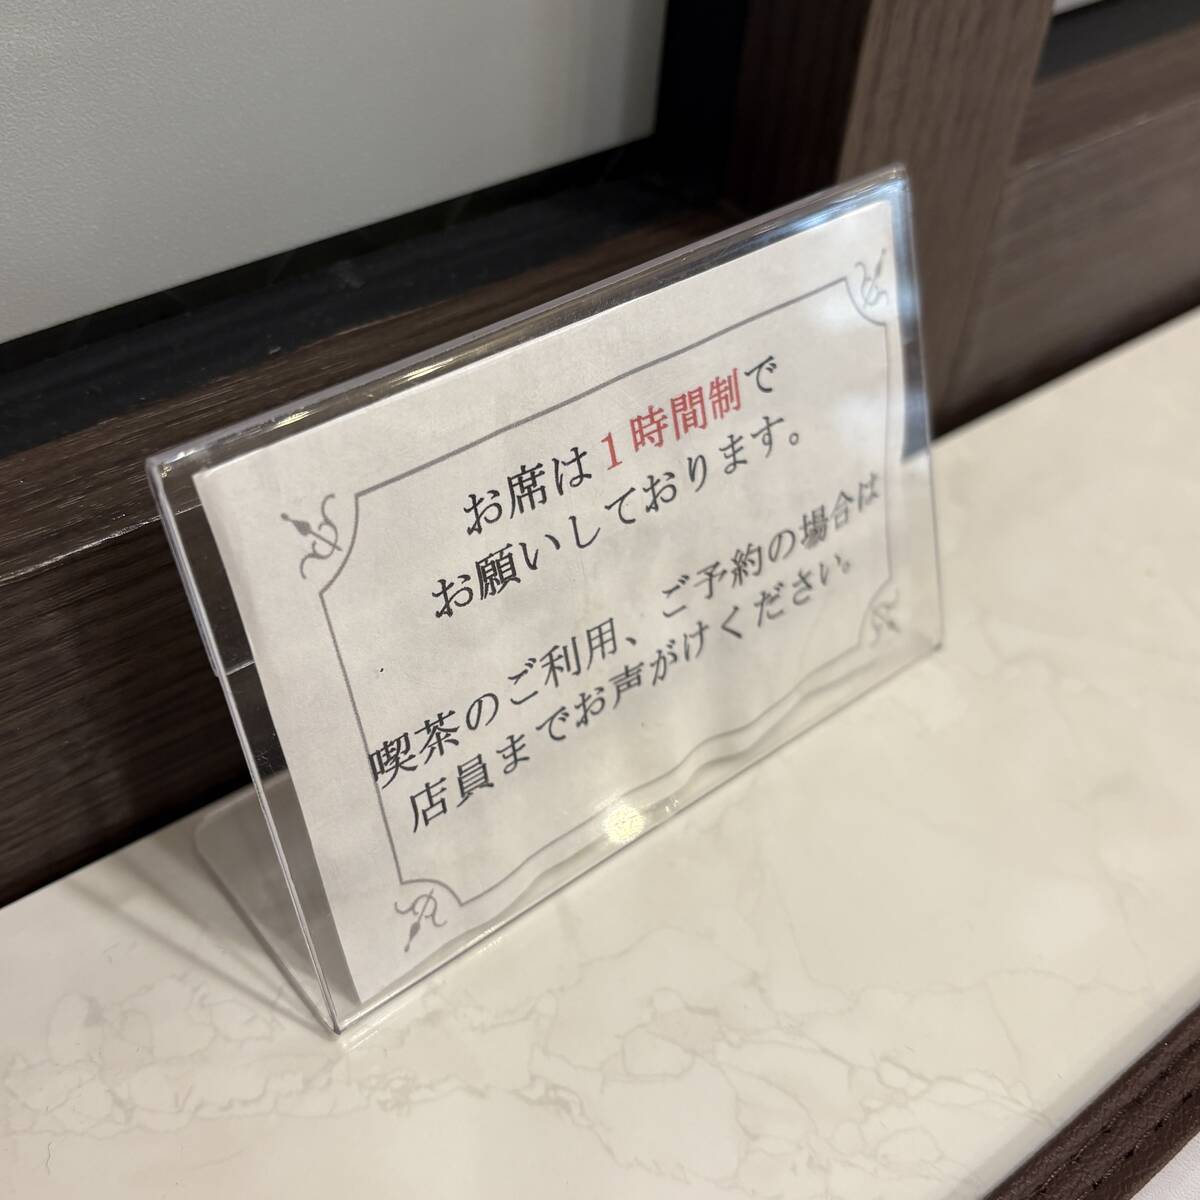 お席は１時間制で
お願いしております。
喫茶のご利用、ご予約の場合は
店員までお声がけください。